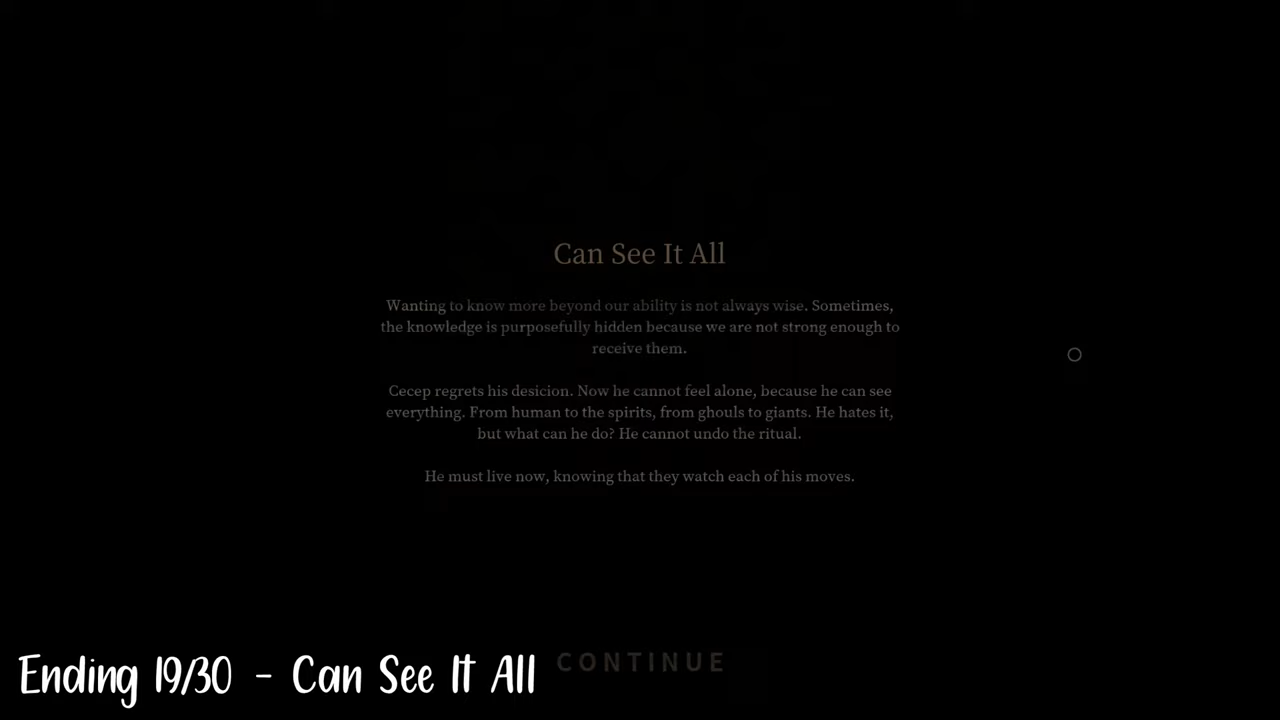 Can See It All
Wanting to know more beyond our ability is not always wise. Sometimes,
the knowledge is purposefully hidden because we are not strong enough to
receive them.
Cecep regrets his desicion. Now he cannot feel alone, because he can see
everything. From human to the spirits, from ghouls to giants. He hates it,
but what can he do? He cannot undo the ritual.
He must live now, knowing that they watch each of his moves.
CONTINUE
Ending 19/30 - Can See It All